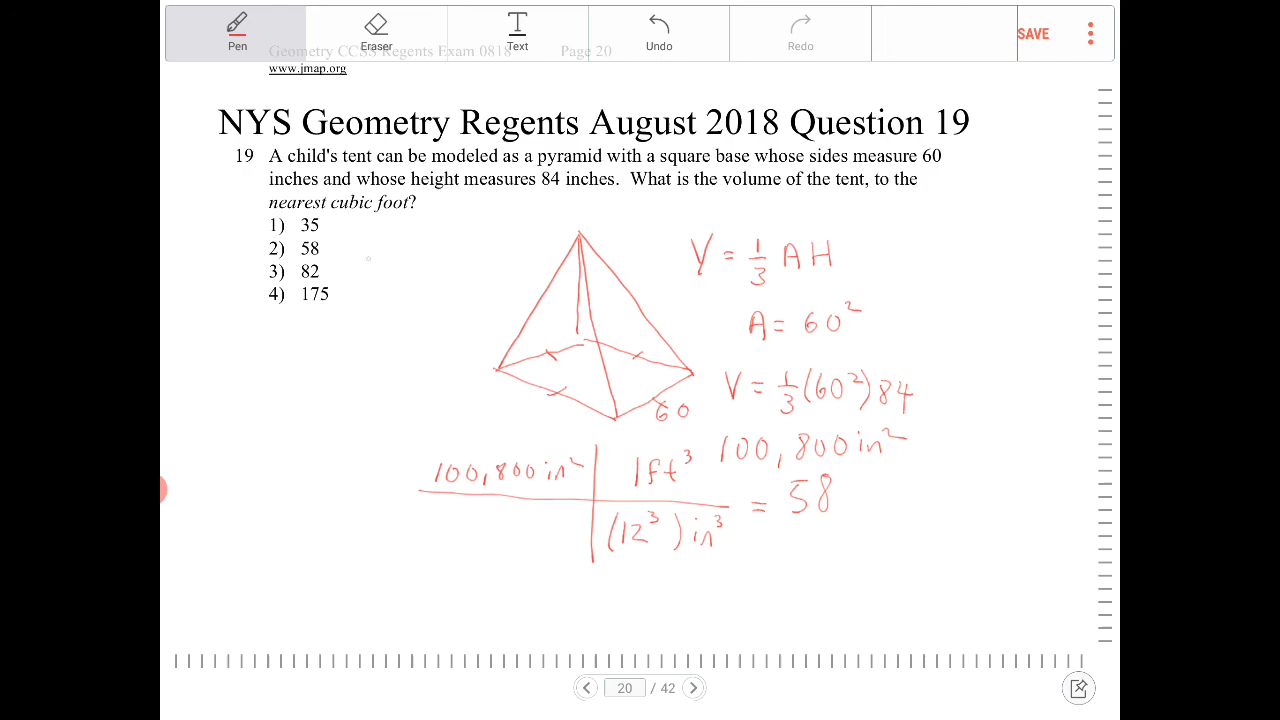 Pen Eraser Text Undo Redo SAVE
Geometry CCSS Regents Exam 0818 Page 20
www.jmap.org
NYS Geometry Regents August 2018 Question 19
19 A child's tent can be modeled as a pyramid with a square base whose sides measure 60
inches and whose height measures 84 inches. What is the volume of the tent, to the
nearest cubic foot?
1) 35
2) 58
3) 82
4) 175
V = 1/3 A H
A = 60²
V = 1/3 (60²) 84
60
100,800 in²
100,800 in² | 1 ft³
(12³) in³ = 58
20 / 42